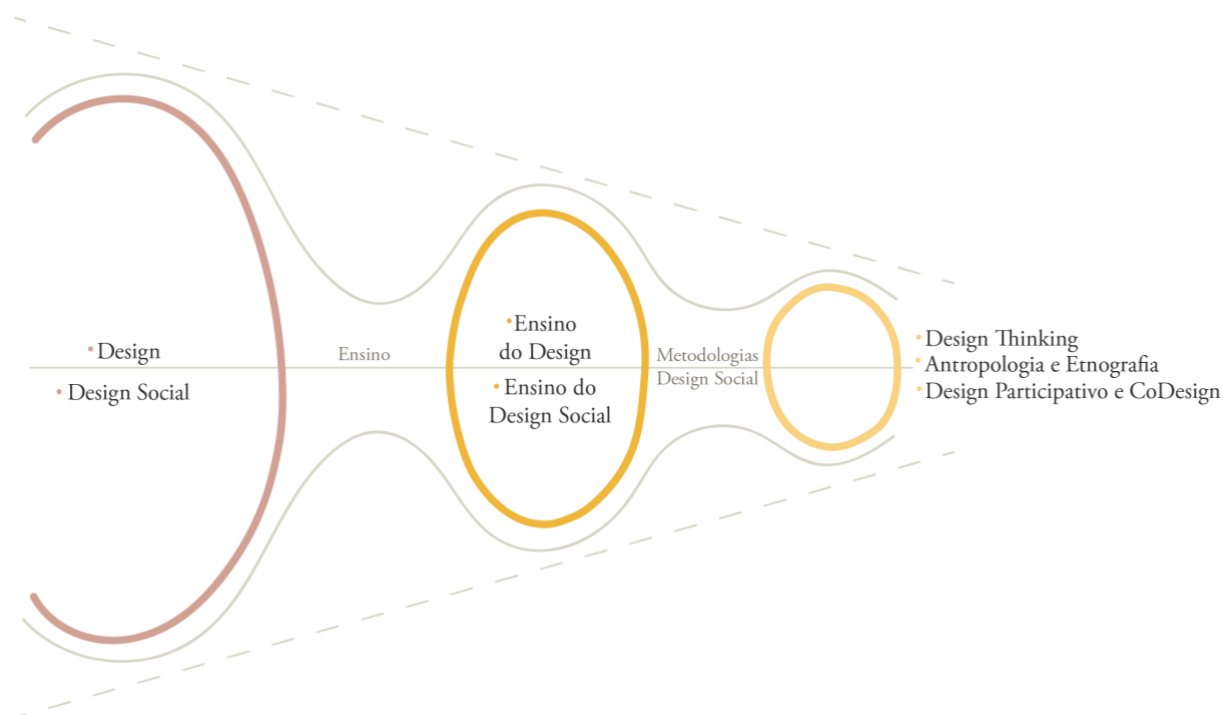 • Design
• Design Social
Ensino
•Ensino
do Design
• Ensino do
Design Social
Metodologias
Design Social
• Design Thinking
• Antropologia e Etnografia
• Design Participativo e CoDesign